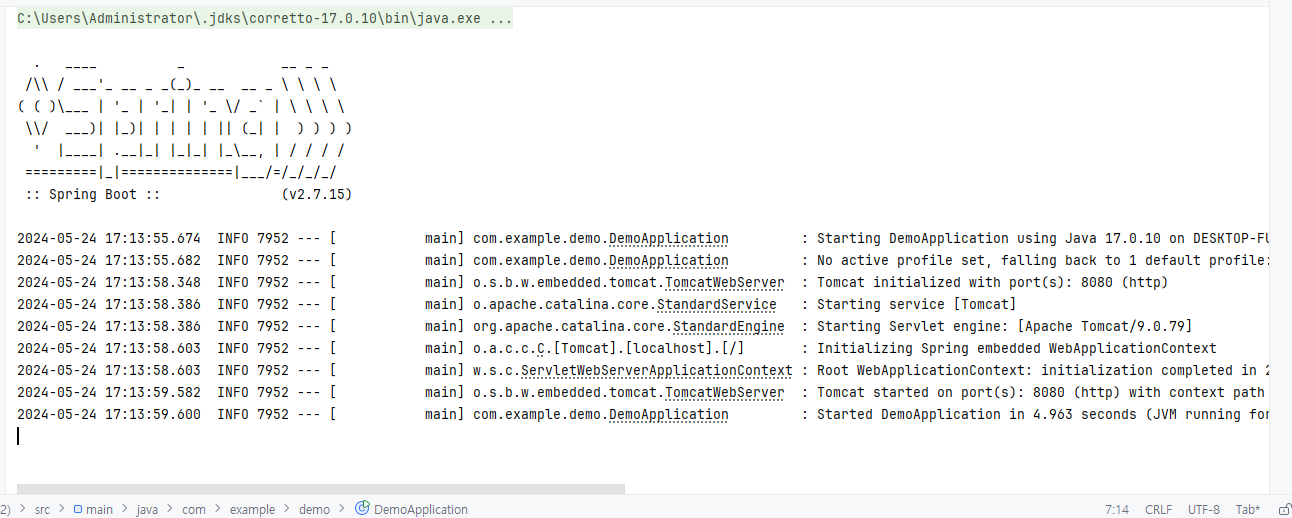 C:\Users\Administrator\.jdks\corretto-17.0.10\bin\java.exe ...
  .   ____          _            __ _ _
 /\\ / ___'_ __ _ _(_)_ __  __ _ \ \ \ \
( ( )\___ | '_ | '_| | '_ \/ _` | \ \ \ \
 \\/  ___)| |_)| | | | | || (_| |  ) ) ) )
  '  |____| .__|_| |_|_| |_\__, | / / / /
 =========|_|==============|___/=/_/_/_/
 :: Spring Boot ::               (v2.7.15)
2024-05-24 17:13:55.674  INFO 7952 --- [           main] com.example.demo.DemoApplication         : Starting DemoApplication using Java 17.0.10 on
2024-05-24 17:13:55.682  INFO 7952 --- [           main] com.example.demo.DemoApplication         : No active profile set, falling back to 1 default profile:
2024-05-24 17:13:58.348  INFO 7952 --- [           main] o.s.b.w.embedded.tomcat.TomcatWebServer  : Tomcat initialized with port(s): 8080 (http)
2024-05-24 17:13:58.386  INFO 7952 --- [           main] o.apache.catalina.core.StandardService   : Starting service [Tomcat]
2024-05-24 17:13:58.386  INFO 7952 --- [           main] org.apache.catalina.core.StandardEngine  : Starting Servlet engine: [Apache Tomcat/9.0.79]
2024-05-24 17:13:58.603  INFO 7952 --- [           main] o.a.c.c.C.[Tomcat].[localhost].[/]       : Initializing Spring embedded WebApplicationContext
2024-05-24 17:13:58.603  INFO 7952 --- [           main] w.s.c.ServletWebServerApplicationContext : Root WebApplicationContext: initialization completed in 2
2024-05-24 17:13:59.582  INFO 7952 --- [           main] o.s.b.w.embedded.tomcat.TomcatWebServer  : Tomcat started on port(s): 8080 (http) with context path
2024-05-24 17:13:59.600  INFO 7952 --- [           main] com.example.demo.DemoApplication         : Started DemoApplication in 4.963 seconds (JVM running for
2) > src > main > java > com > example > demo > DemoApplication 7:14 CRLF UTF-8 Tab*